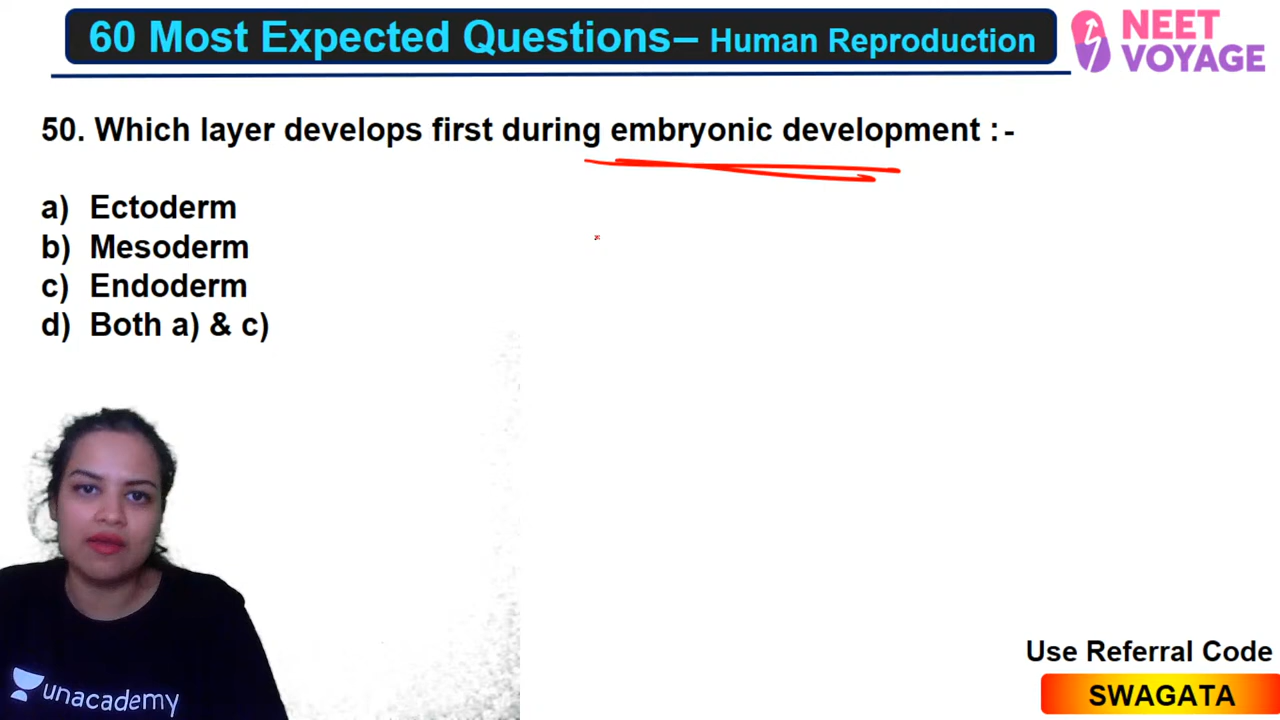 60 Most Expected Questions– Human Reproduction
NEET
VOYAGE
50. Which layer develops first during embryonic development :-
a) Ectoderm
b) Mesoderm
c) Endoderm
d) Both a) & c)
unacademy
Use Referral Code
SWAGATA